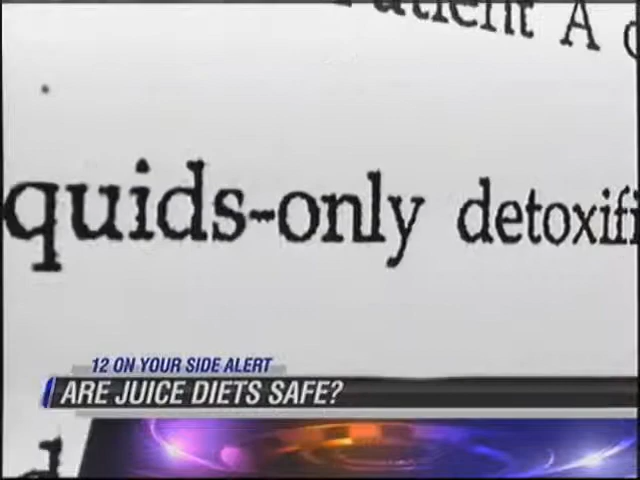 A
quids-only detoxifi
12 ON YOUR SIDE ALERT
ARE JUICE DIETS SAFE?